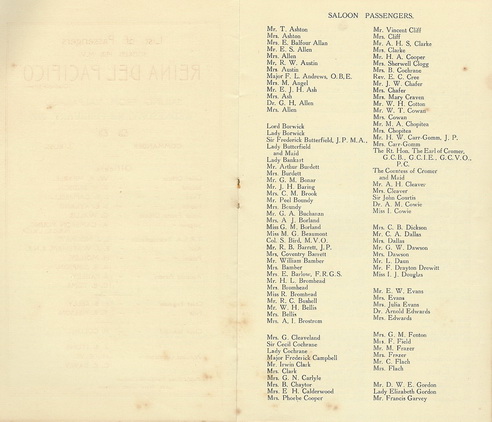 SALOON PASSENGERS.
Mr. T. Ashton
Mrs. Ashton
Mrs. E. Balfour Allan
Mr. E. S. Allen
Mrs. Allen
Mr. R. W. Austin
Mrs. Austin
Major F. L. Andrews, O.B.E.
Mrs. M. Angel
Mr. E. J. H. Ash
Mrs. Ash
Dr. G. H. Allen
Mrs. Allen
Lord Borwick
Lady Borwick
Sir Frederick Butterfield, J.P. M.A.,
Lady Butterfield
and Maid
Lady Bankart
Mr. Arthur Burdett
Mrs. Burdett
Mr. G. M. Bonar
Mr. J. H. Baring
Mrs. C. M. Brook
Mr. Peel Boundy
Mrs. Boundy
Mr. G. A. Buchanan
Mrs. A. J. Borland
Miss G. M. Borland
Miss M. G. Beaumont
Col. S. Bird, M.V.O.
Mr. R. B. Barrett, J.P.
Mrs. Coventry Barrett
Mr. William Bamber
Mrs. Bamber
Mrs. E. Barlow, F.R.G.S.
Mr. H. L. Bromhead
Mrs. Bromhead
Miss R. Bromhead
Mr. R. C. Bushell
Mr. W. H. Bellis
Mrs. Bellis
Mrs. A. I. Brostrom
Mrs. G. Cleaveland
Sir Cecil Cochrane
Lady Cochrane
Major Frederick Campbell
Mr. Irwin Clark
Mrs. Clark
Mrs. G. N. Carlyle
Mrs. B. Chaytor
Mrs. E. H. Calderwood
Mrs. Phoebe Cooper
Mr. Vincent Cliff
Mrs. Cliff
Mr. A. H. S. Clarke
Mrs. Clarke
Mr. H. A. Cooper
Mrs. Sherwell Clogg
Mrs. B. Cochrane
Rev. E. C. Cree
Mr. J. W. Chafer
Mrs. Chafer
Mrs. Mary Craven
Mr. W. H. Cotton
Mr. W. T. Cowan
Mrs. Cowan
Mr. M. A. Chopitea
Mrs. Chopitea
Mr. H. W. Carr-Gomm, J. P.
Mrs. Carr-Gomm
The Rt. Hon. The Earl of Cromer,
G.C.B., G.C.I.E., G.C.V.O.,
P.C.
The Countess of Cromer
and Maid
Mr. A. H. Cleaver
Mrs. Cleaver
Sir John Courtis
Dr. A. M. Cowie
Miss I. Cowie
Mrs. C. B. Dickson
Mr. C. A. Dallas
Mrs. Dallas
Mr. G. W. Dawson
Mrs. Dawson
Mr. L. Dunn
Mr. F. Drayton Drewitt
Miss I. J. Douglas
Mr. E. W. Evans
Mrs. Evans
Mrs. Julia Evans
Dr. Arnold Edwards
Mrs. Edwards
Mrs. G. M. Fenton
Mrs. F. Field
Mr. M. Frezer
Mrs. Frezer
Mr. C. Flach
Mrs. Flach
Mr. D. W. E. Gordon
Lady Elizabeth Gordon
Mr. Francis Garvey